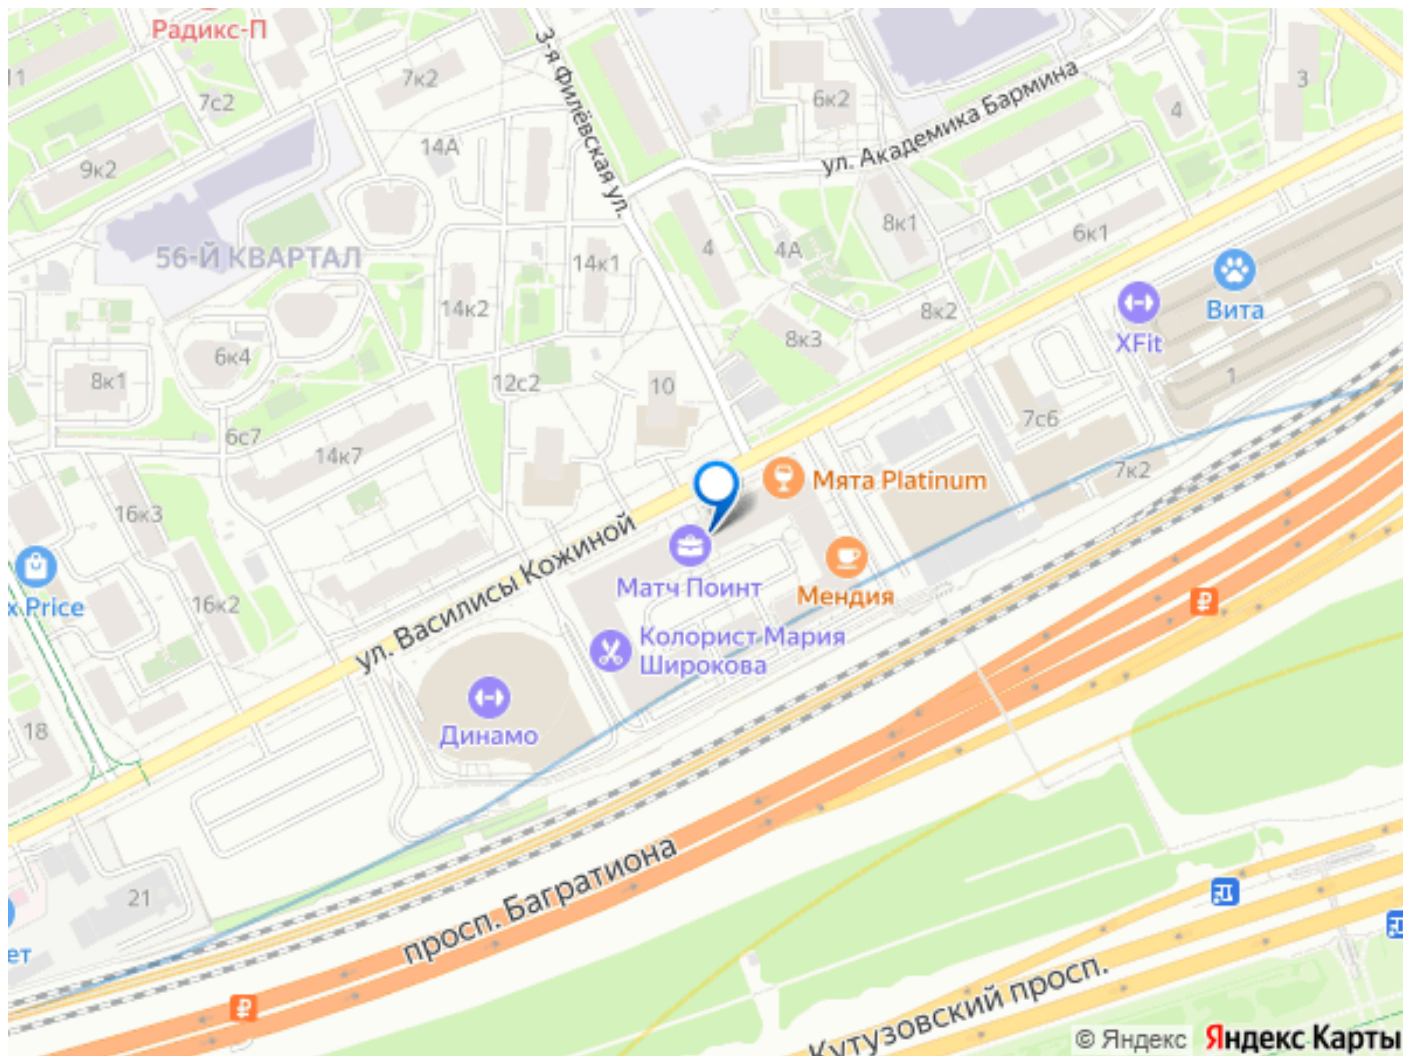 Радикс-П
11
7к2
7с2
9к2
14А
3-я Филёвская ул.
6к2
ул. Академика Бармина
4
3
56-Й КВАРТАЛ
14к1
14к2
4
4А
8к1
6к1
Вита
XFit
8к2
8к3
6к4
8к1
12с2
10
1
7с6
7к2
6с7
14к7
Мята Platinum
16к3
ул. Василисы Кожиной
Матч Поинт
Мендия
x Price
16к2
Колорист Мария
Широкова
Динамо
18
21
ет
просп. Багратиона
Кутузовский просп.
© Яндекс Яндекс Карты